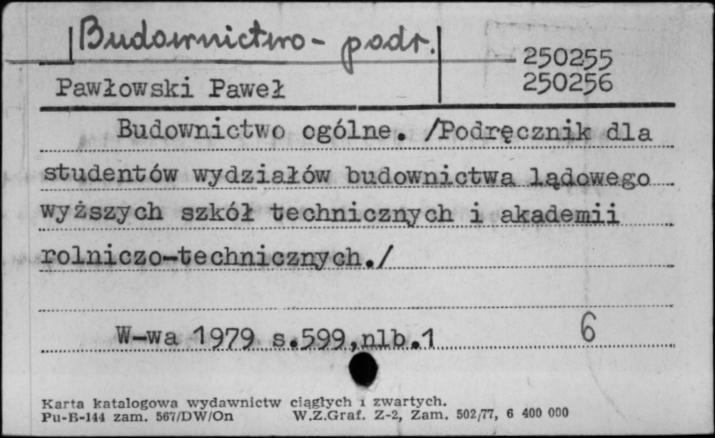 Budownictwo - podr.
250255
Pawłowski Paweł
250256
Budownictwo ogólne. /Podręcznik dla
studentów wydziałów budownictwa lądowego
wyższych szkół technicznych i akademii
rolniczo-technicznych./
W-wa 1979 s.599,nlb.1
6
Karta katalogowa wydawnictw ciągłych i zwartych.
Pu-B-144 zam. 567/DW/On W.Z.Graf. Z-2, Zam. 502/77, 6 400 000